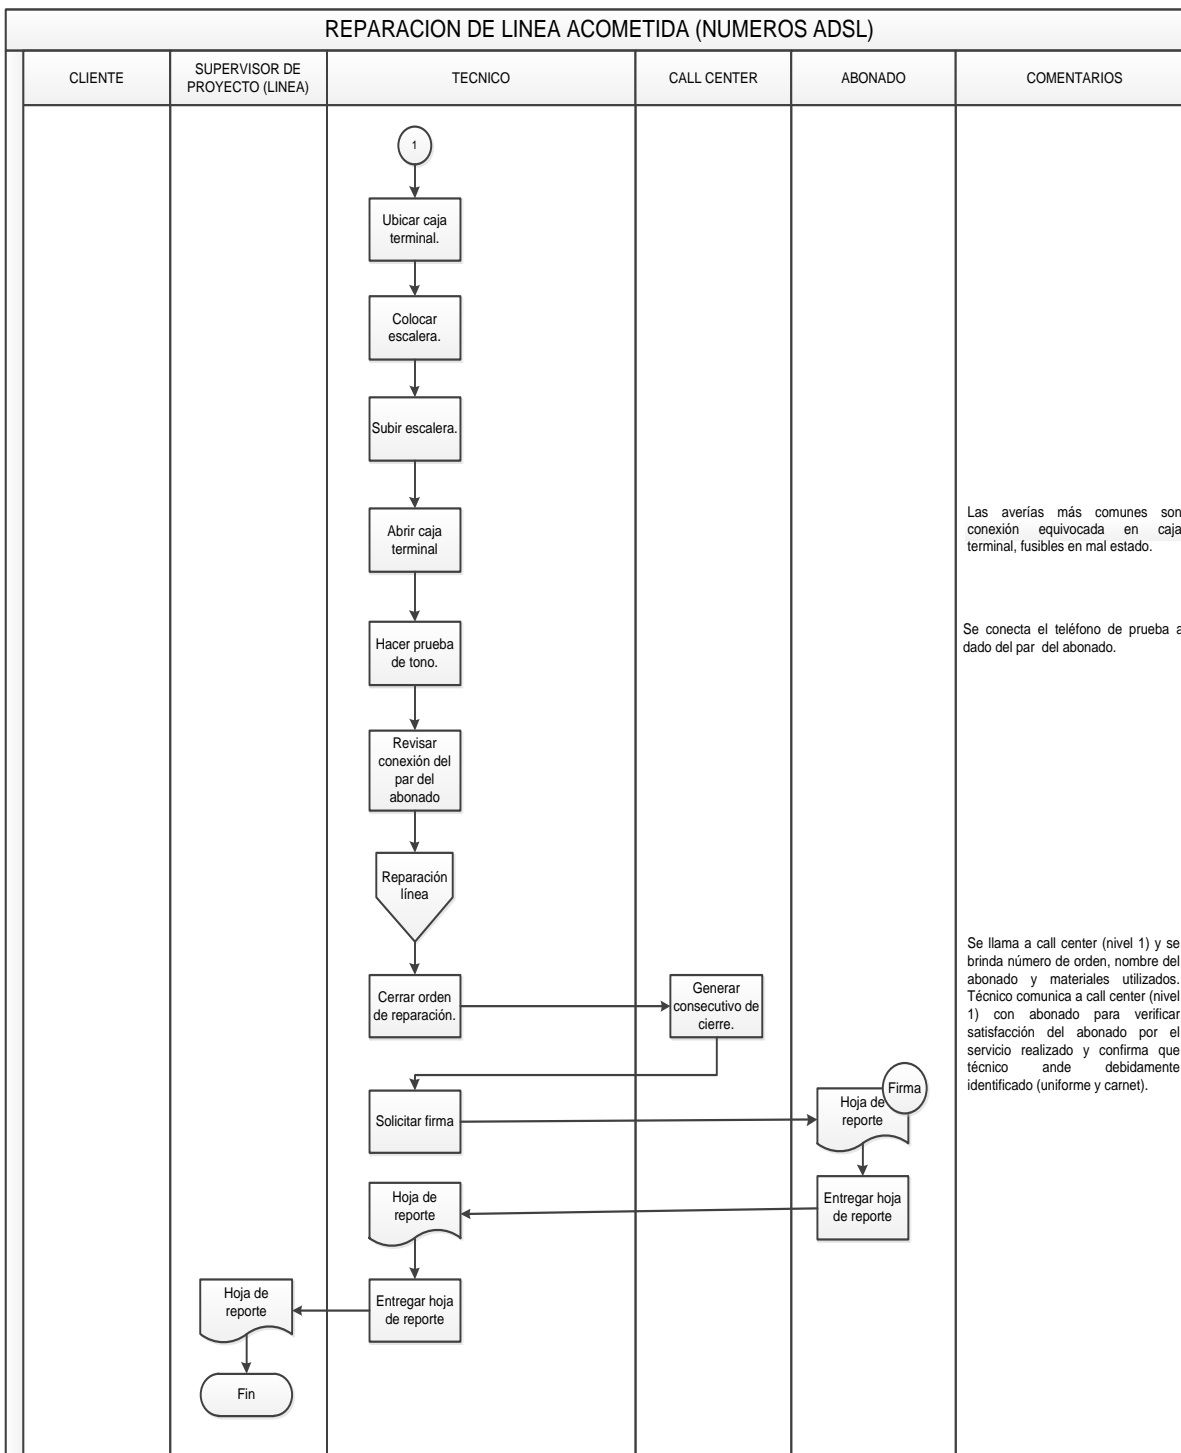 REPARACION DE LINEA ACOMETIDA (NUMEROS ADSL)
CLIENTE
SUPERVISOR DE
PROYECTO (LINEA)
TECNICO
CALL CENTER
ABONADO
COMENTARIOS
1
Ubicar caja
terminal.
Colocar
escalera.
Subir escalera.
Abrir caja
terminal
Las averías más comunes son
conexión equivocada en caja
terminal, fusibles en mal estado.
Hacer prueba
de tono.
Se conecta el teléfono de prueba a
dado del par del abonado.
Revisar
conexión del
par del
abonado
Reparación
línea
Cerrar orden
de reparación.
Generar
consecutivo de
cierre.
Se llama a call center (nivel 1) y se
brinda número de orden, nombre del
abonado y materiales utilizados.
Técnico comunica a call center (nivel
1) con abonado para verificar
satisfacción del abonado por el
servicio realizado y confirma que
técnico ande debidamente
identificado (uniforme y carnet).
Solicitar firma
Firma
Hoja de
reporte
Entregar hoja
de reporte
Hoja de
reporte
Entregar hoja
de reporte
Hoja de
reporte
Fin